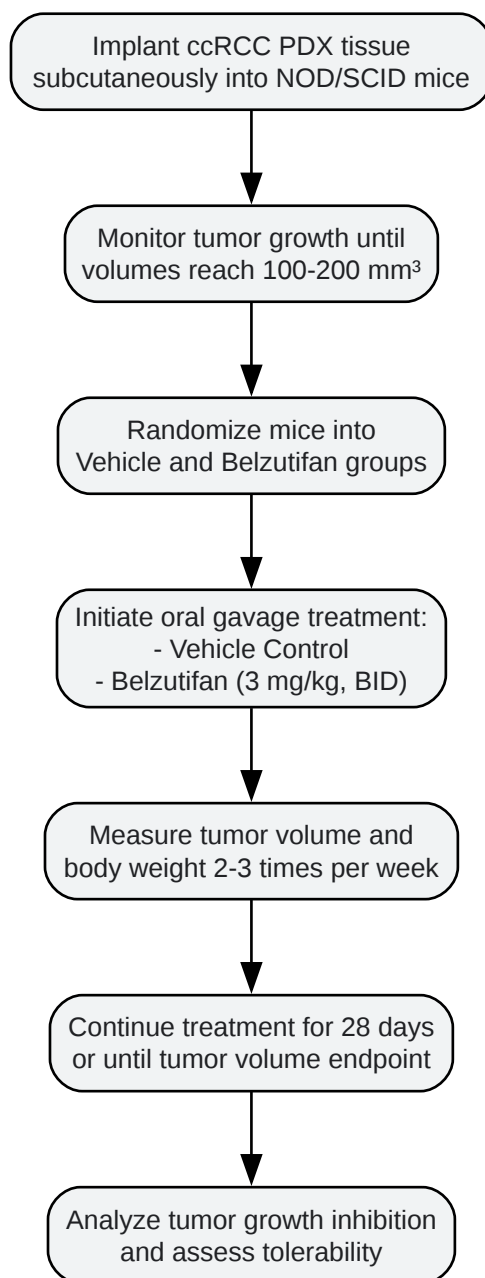 Implant ccRCC PDX tissue
subcutaneously into NOD/SCID mice
Monitor tumor growth until
volumes reach 100-200 mm³
Randomize mice into
Vehicle and Belzutifan groups
Initiate oral gavage treatment:
- Vehicle Control
- Belzutifan (3 mg/kg, BID)
Measure tumor volume and
body weight 2-3 times per week
Continue treatment for 28 days
or until tumor volume endpoint
Analyze tumor growth inhibition
and assess tolerability